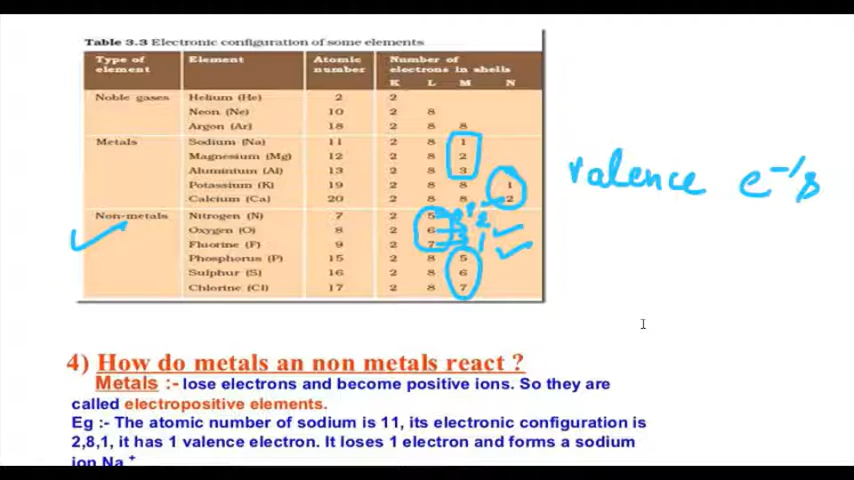 Table 3.3 Electronic configuration of some elements
Type of element Element Atomic number Number of electrons in shells
K L M N
Noble gases Helium (He) 2 2
Neon (Ne) 10 2 8
Argon (Ar) 18 2 8 8
Metals Sodium (Na) 11 2 8 1
Magnesium (Mg) 12 2 8 2
Aluminium (Al) 13 2 8 3
Potassium (K) 19 2 8 8 1
Calcium (Ca) 20 2 8 8 2
Non-metals Nitrogen (N) 7 2 5
Oxygen (O) 8 2 6
Fluorine (F) 9 2 7
Phosphorus (P) 15 2 8 5
Sulphur (S) 16 2 8 6
Chlorine (Cl) 17 2 8 7
valence e⁻/s
4) How do metals an non metals react ?
Metals :- lose electrons and become positive ions. So they are
called electropositive elements.
Eg :- The atomic number of sodium is 11, its electronic configuration is
2,8,1, it has 1 valence electron. It loses 1 electron and forms a sodium
ion Na⁺